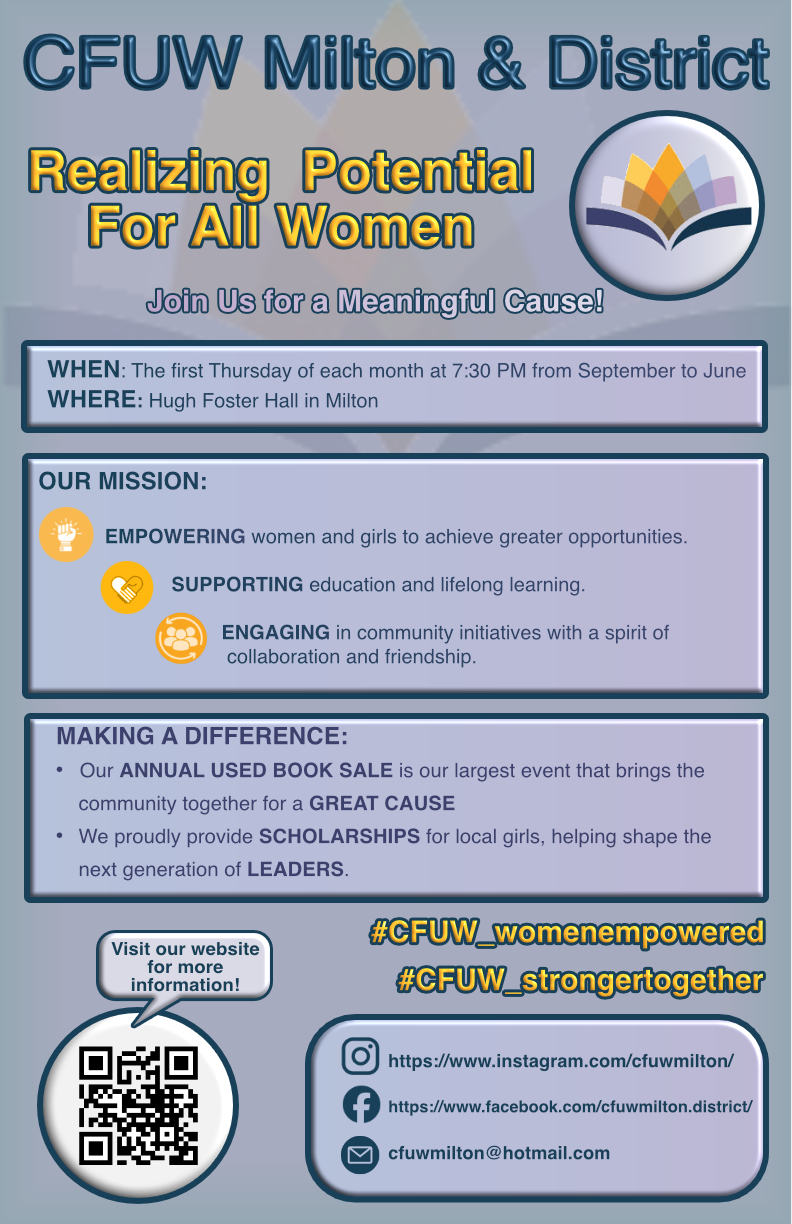 CFUW Milton & District
Realizing Potential
For All Women
Join Us for a Meaningful Cause!
WHEN: The first Thursday of each month at 7:30 PM from September to June
WHERE: Hugh Foster Hall in Milton
OUR MISSION:
EMPOWERING women and girls to achieve greater opportunities.
SUPPORTING education and lifelong learning.
ENGAGING in community initiatives with a spirit of
collaboration and friendship.
MAKING A DIFFERENCE:
• Our ANNUAL USED BOOK SALE is our largest event that brings the
community together for a GREAT CAUSE
• We proudly provide SCHOLARSHIPS for local girls, helping shape the
next generation of LEADERS.
#CFUW_womenempowered
#CFUW_strongertogether
Visit our website
for more
information!
https://www.instagram.com/cfuwmilton/
https://www.facebook.com/cfuwmilton.district/
cfuwmilton@hotmail.com